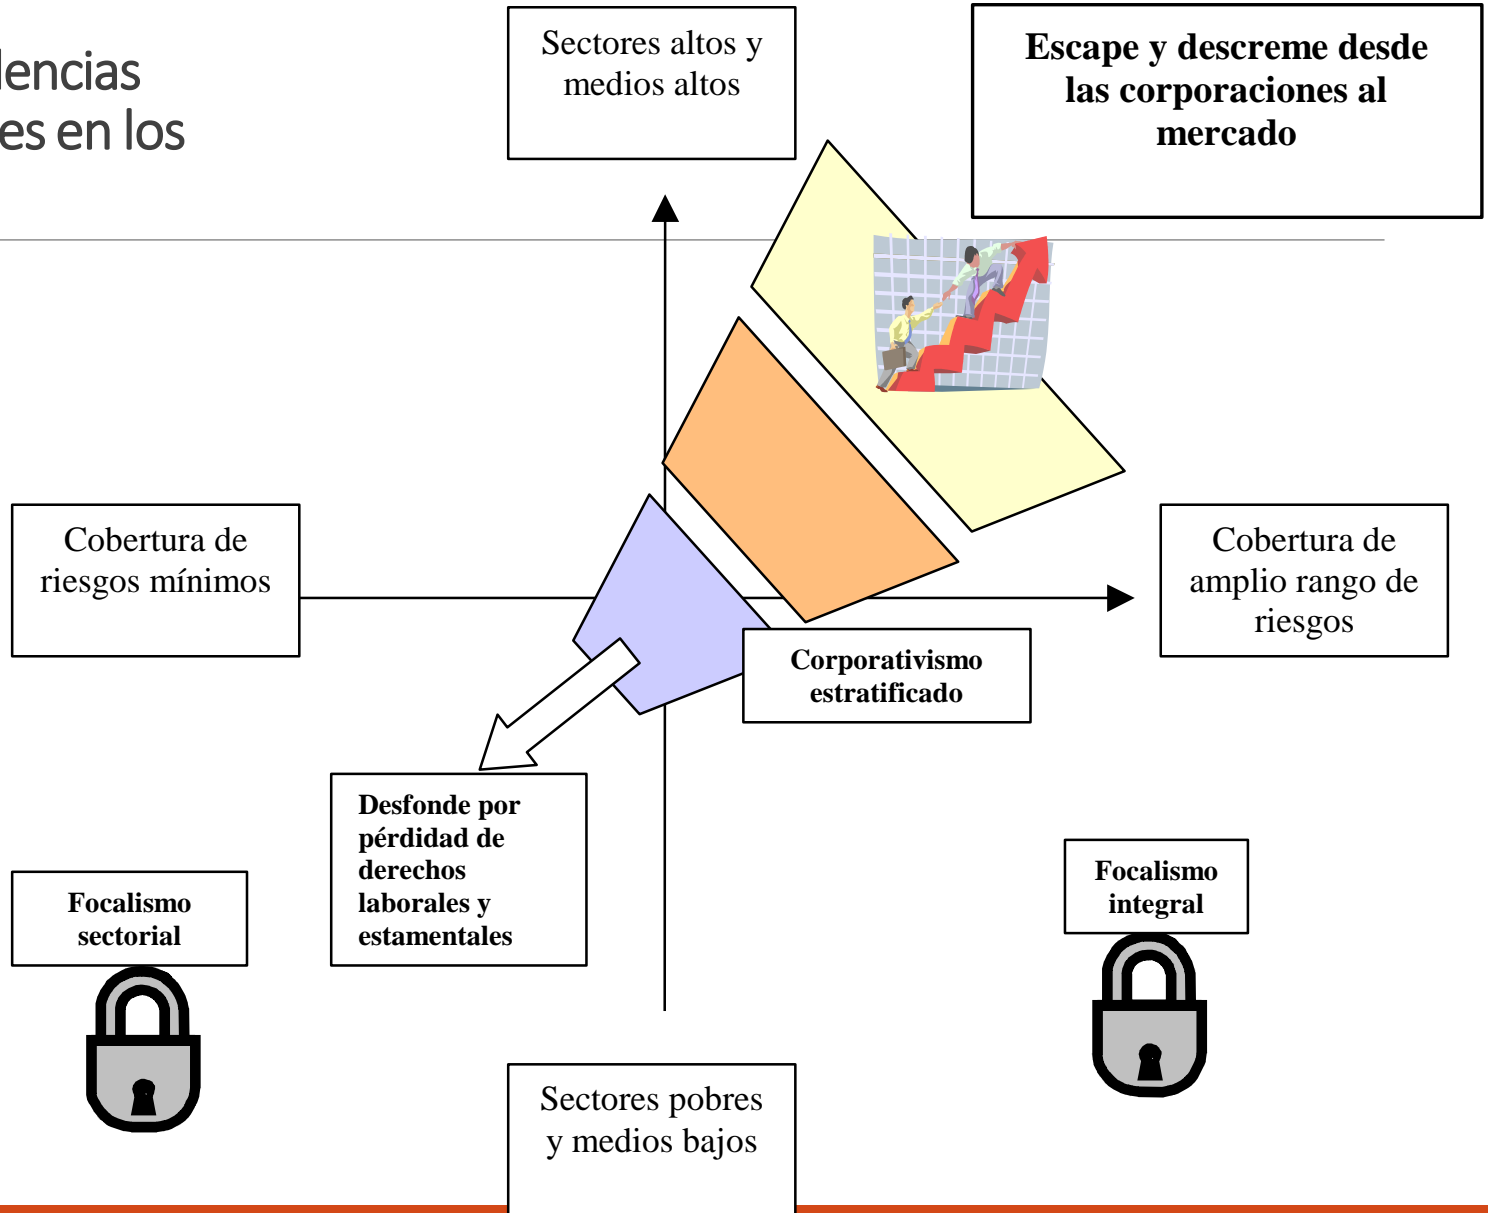 dencias
es en los
Sectores altos y
medios altos
Escape y descreme desde
las corporaciones al
mercado
Cobertura de
riesgos mínimos
Cobertura de
amplio rango de
riesgos
Corporativismo
estratificado
Desfonde por
pérdidad de
derechos
laborales y
estamentales
Focalismo
sectorial
Focalismo
integral
Sectores pobres
y medios bajos